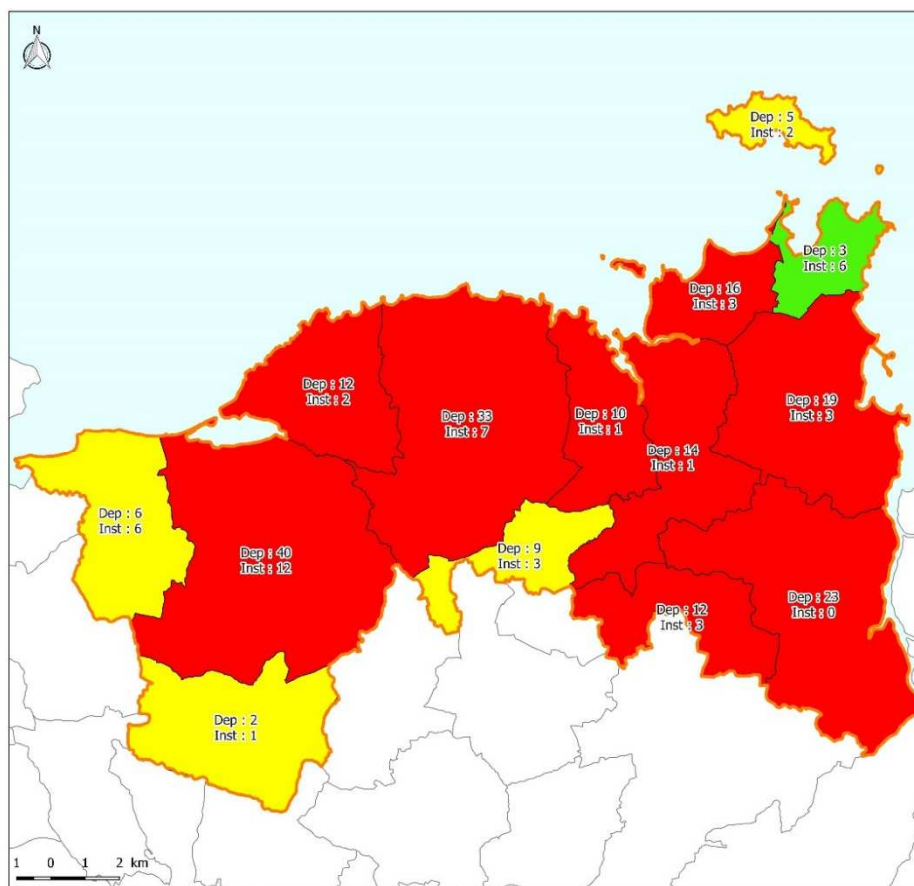 N
Dep : 5
Inst : 2
Dep : 3
Inst : 6
Dep : 16
Inst : 3
Dep : 12
Inst : 2
Dep : 33
Inst : 7
Dep : 10
Inst : 1
Dep : 19
Inst : 3
Dep : 14
Inst : 1
Dep : 6
Inst : 6
Dep : 40
Inst : 12
Dep : 9
Inst : 3
Dep : 12
Inst : 3
Dep : 23
Inst : 0
Dep : 2
Inst : 1
1 0 1 2 km